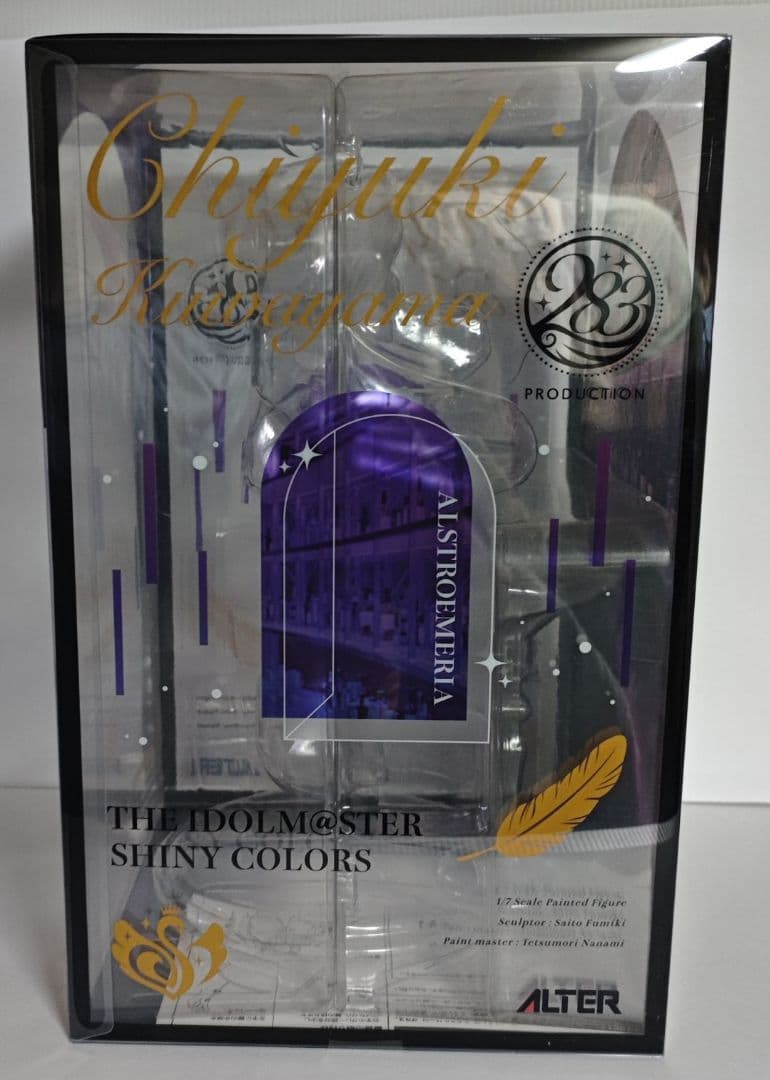 Chiyuki
Kuwayama
283
PRODUCTION
ALSTROEMERIA
THE IDOLM@STER
SHINY COLORS
1/7 Scale Painted Figure
Sculptor : Saito Fumiki
Paint master : Tetsumori Nanami
ALTER